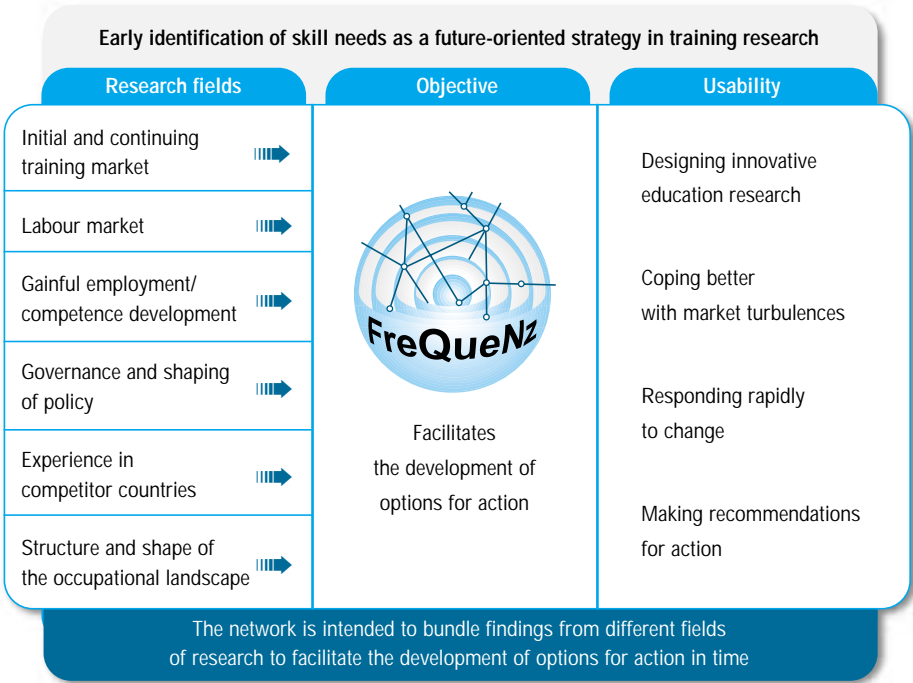 Early identification of skill needs as a future-oriented strategy in training research
Research fields
Initial and continuing
training market
Labour market
Gainful employment/
competence development
Governance and shaping
of policy
Experience in
competitor countries
Structure and shape of
the occupational landscape
Objective
FreQueNz
Facilitates
the development of
options for action
Usability
Designing innovative
education research
Coping better
with market turbulences
Responding rapidly
to change
Making recommendations
for action
The network is intended to bundle findings from different fields
of research to facilitate the development of options for action in time